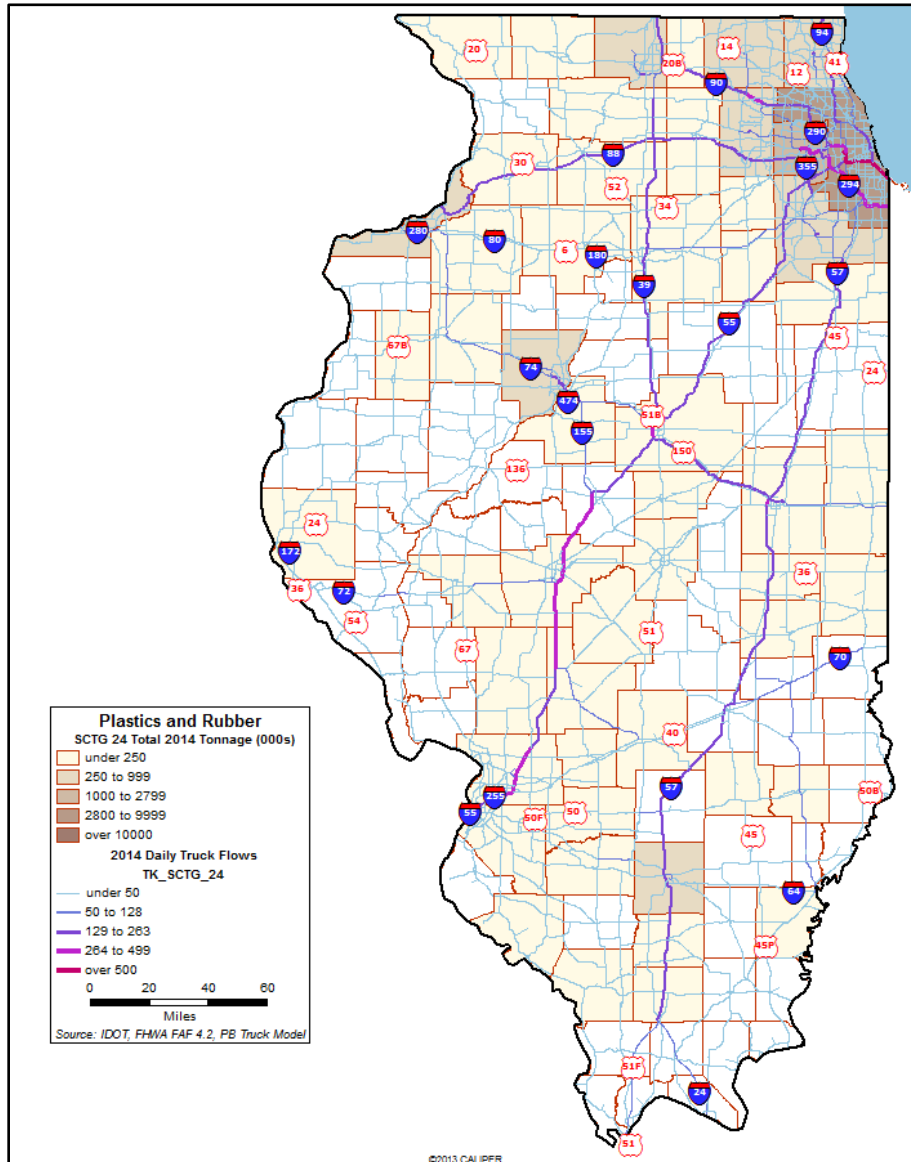 94
20
14
41
20B
12
90
290
88
30
355
52
294
34
280
80
6
180
57
39
55
45
67B
24
74
474
51B
155
150
136
24
172
36
36
72
54
51
67
70
40
57
50B
255
55
50
50F
45
64
45F
51F
24
51
Plastics and Rubber
SCTG 24 Total 2014 Tonnage (000s)
under 250
250 to 999
1000 to 2799
2800 to 9999
over 10000
2014 Daily Truck Flows
TK_SCTG_24
under 50
50 to 128
129 to 263
264 to 499
over 500
0 20 40 60
Miles
Source: IDOT, FHWA FAF 4.2, PB Truck Model
©2013 CALIPER